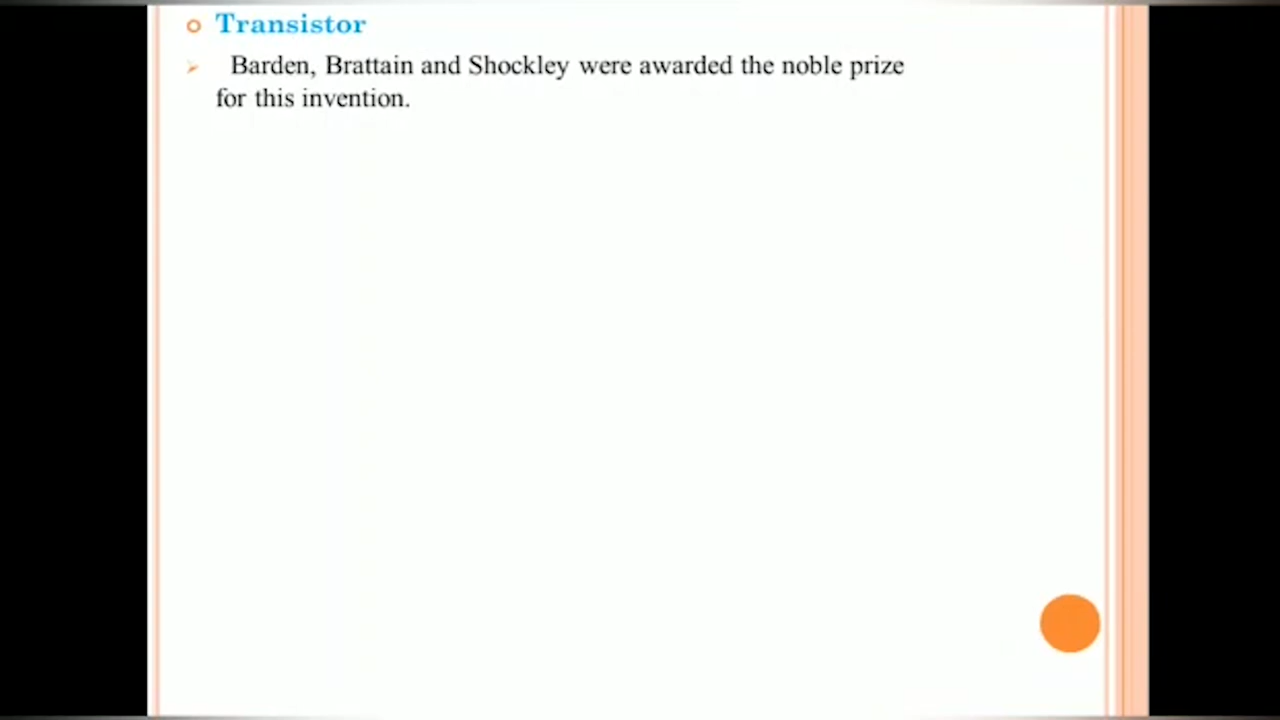 Transistor
Barden, Brattain and Shockley were awarded the noble prize
for this invention.